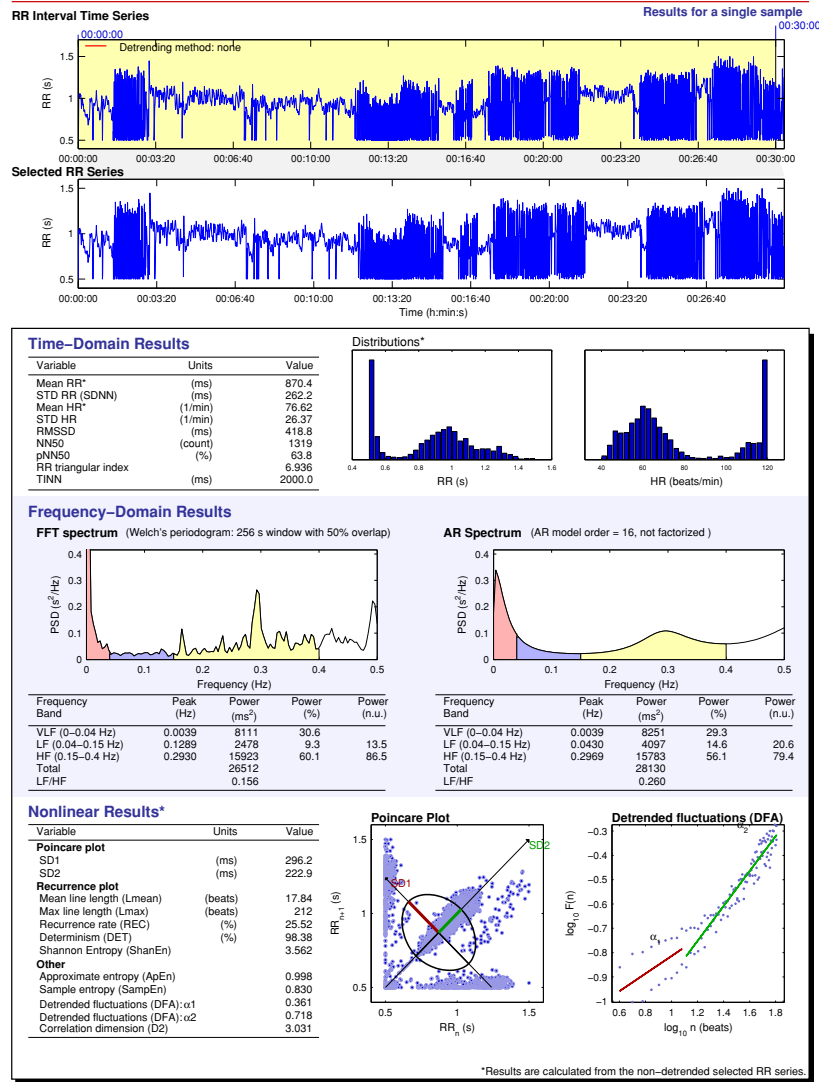 Results for a single sample
RR Interval Time Series
00:00:00
00:30:00
Detrending method: none
1.5
1
0.5
RR (s)
00:00:00 00:03:20 00:06:40 00:10:00 00:13:20 00:16:40 00:20:00 00:23:20 00:26:40 00:30:00
Selected RR Series
1.5
1
0.5
RR (s)
00:00:00 00:03:20 00:06:40 00:10:00 00:13:20 00:16:40 00:20:00 00:23:20 00:26:40
Time (h:min:s)
Time−Domain Results
Variable Units Value
Mean RR* (ms) 870.4
STD RR (SDNN) (ms) 262.2
Mean HR* (1/min) 76.62
STD HR (1/min) 26.37
RMSSD (ms) 418.8
NN50 (count) 1319
pNN50 (%) 63.8
RR triangular index 6.936
TINN (ms) 2000.0
Distributions*
0.4 0.6 0.8 1 1.2 1.4 1.6
RR (s)
40 60 80 100 120
HR (beats/min)
Frequency−Domain Results
FFT spectrum (Welch's periodogram: 256 s window with 50% overlap)
0.4
0.3
0.2
0.1
0
PSD (s²/Hz)
0 0.1 0.2 0.3 0.4 0.5
Frequency (Hz)
Frequency Peak Power Power Power
Band (Hz) (ms²) (%) (n.u.)
VLF (0−0.04 Hz) 0.0039 8111 30.6
LF (0.04−0.15 Hz) 0.1289 2478 9.3 13.5
HF (0.15−0.4 Hz) 0.2930 15923 60.1 86.5
Total 26512
LF/HF 0.156
AR Spectrum (AR model order = 16, not factorized )
0.4
0.3
0.2
0.1
0
PSD (s²/Hz)
0 0.1 0.2 0.3 0.4 0.5
Frequency (Hz)
Frequency Peak Power Power Power
Band (Hz) (ms²) (%) (n.u.)
VLF (0−0.04 Hz) 0.0039 8251 29.3
LF (0.04−0.15 Hz) 0.0430 4097 14.6 20.6
HF (0.15−0.4 Hz) 0.2969 15783 56.1 79.4
Total 28130
LF/HF 0.260
Nonlinear Results*
Variable Units Value
Poincare plot
SD1 (ms) 296.2
SD2 (ms) 222.9
Recurrence plot
Mean line length (Lmean) (beats) 17.84
Max line length (Lmax) (beats) 212
Recurrence rate (REC) (%) 25.52
Determinism (DET) (%) 98.38
Shannon Entropy (ShanEn) 3.562
Other
Approximate entropy (ApEn) 0.998
Sample entropy (SampEn) 0.830
Detrended fluctuations (DFA): α1 0.361
Detrended fluctuations (DFA): α2 0.718
Correlation dimension (D2) 3.031
Poincare Plot
1.5
1
0.5
RRₙ₊₁ (s)
SD1
SD2
0.5 1 1.5
RRₙ (s)
Detrended fluctuations (DFA)
α₂
α₁
−0.3
−0.4
−0.5
−0.6
−0.7
−0.8
−0.9
−1
log₁₀ F(n)
0.6 0.8 1 1.2 1.4 1.6 1.8
log₁₀ n (beats)
*Results are calculated from the non−detrended selected RR series.